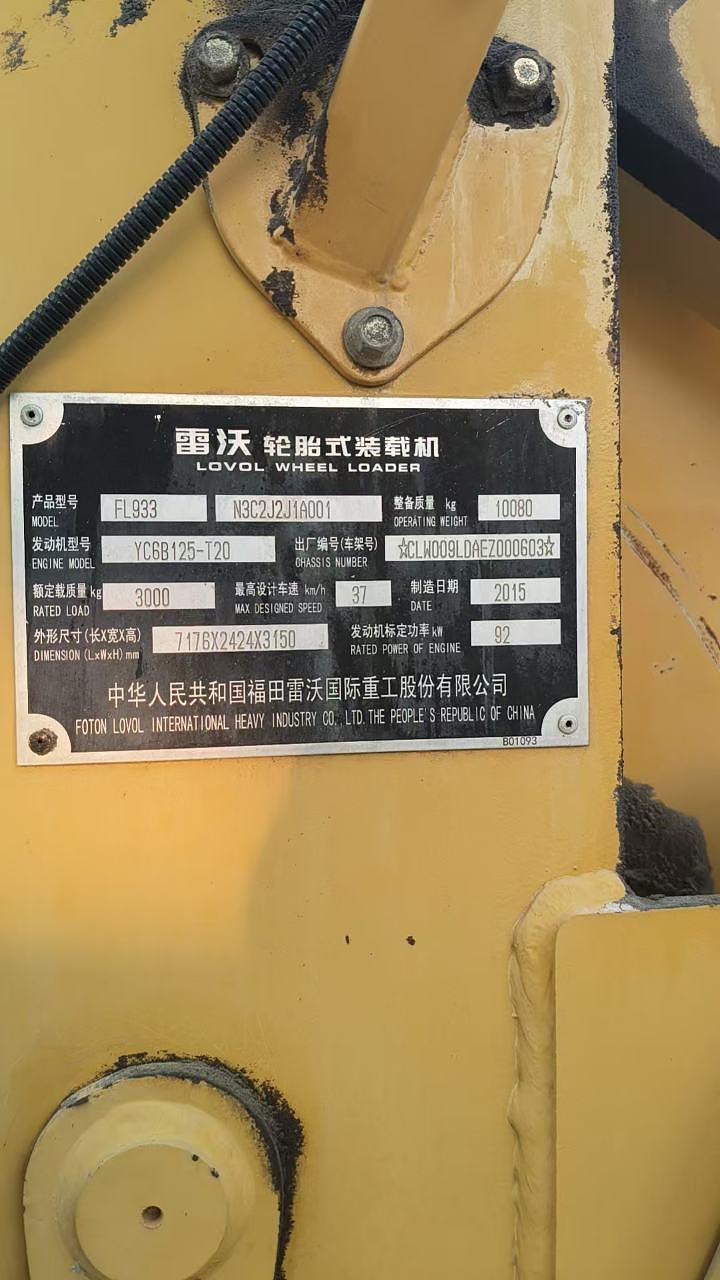 雷沃 轮胎式装载机
LOVOL WHEEL LOADER
产品型号 FL933 N3C2J2J1A001 整备质量 kg 10080
MODEL OPERATING WEIGHT
发动机型号 YC6B125-T20 出厂编号(车架号) ☆CLW009LDAEZ000603☆
ENGINE MODEL CHASSIS NUMBER
额定载质量 kg 3000 最高设计车速 km/h 37 制造日期 2015
RATED LOAD MAX DESIGNED SPEED DATE
外形尺寸(长X宽X高) 7176X2424X3150 发动机标定功率 kW 92
DIMENSION (LxWxH) mm RATED POWER OF ENGINE
中华人民共和国福田雷沃国际重工股份有限公司
FOTON LOVOL INTERNATIONAL HEAVY INDUSTRY CO. LTD. THE PEOPLE'S REPUBLIC OF CHINA
B01093